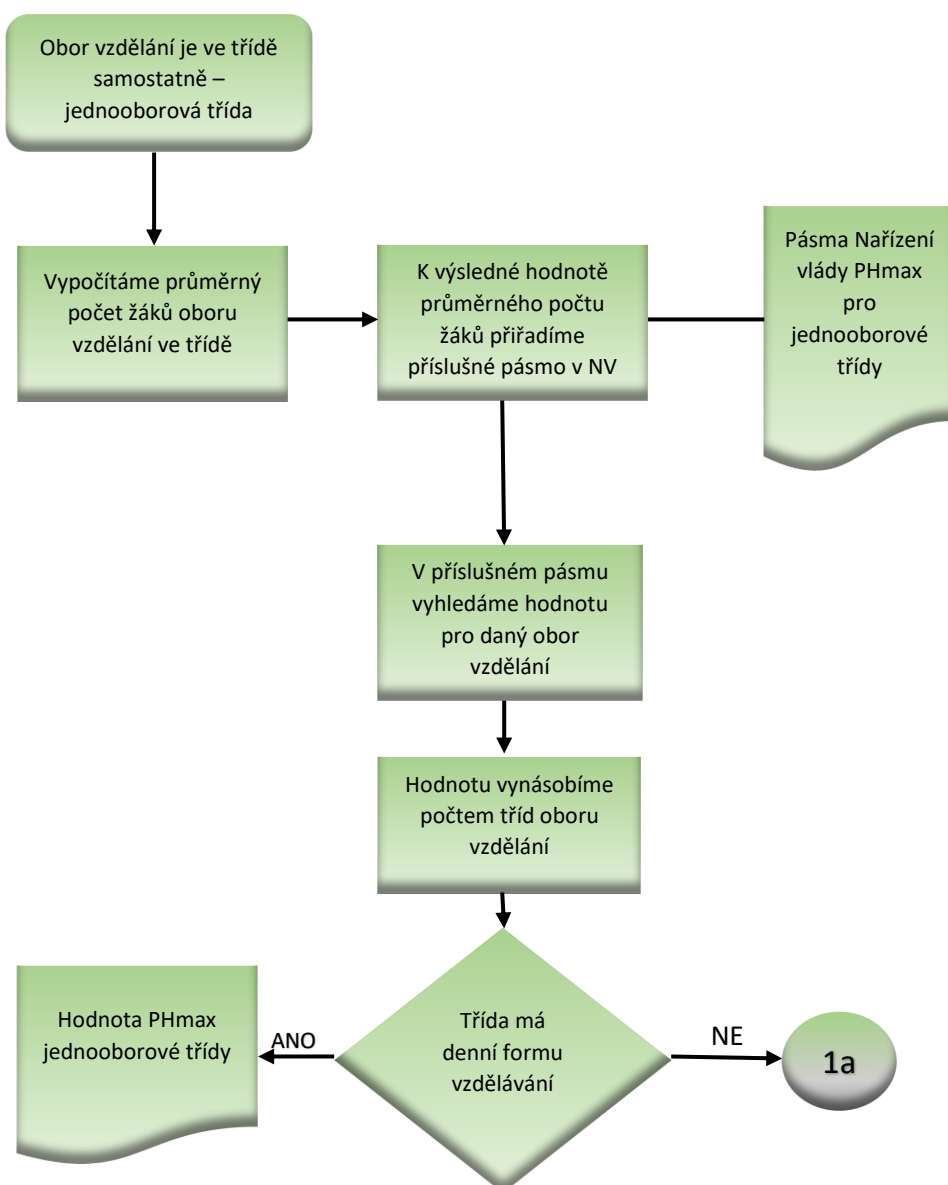 Obor vzdělání je ve třídě
samostatně –
jednooborová třída
Vypočítáme průměrný
počet žáků oboru
vzdělání ve třídě
K výsledné hodnotě
průměrného počtu
žáků přiřadíme
příslušné pásmo v NV
Pásma Nařízení
vlády PHmax
pro
jednooborové
třídy
V příslušném pásmu
vyhledáme hodnotu
pro daný obor
vzdělání
Hodnotu vynásobíme
počtem tříd oboru
vzdělání
Třída má
denní formu
vzdělávání
ANO
Hodnota PHmax
jednooborové třídy
NE
1a